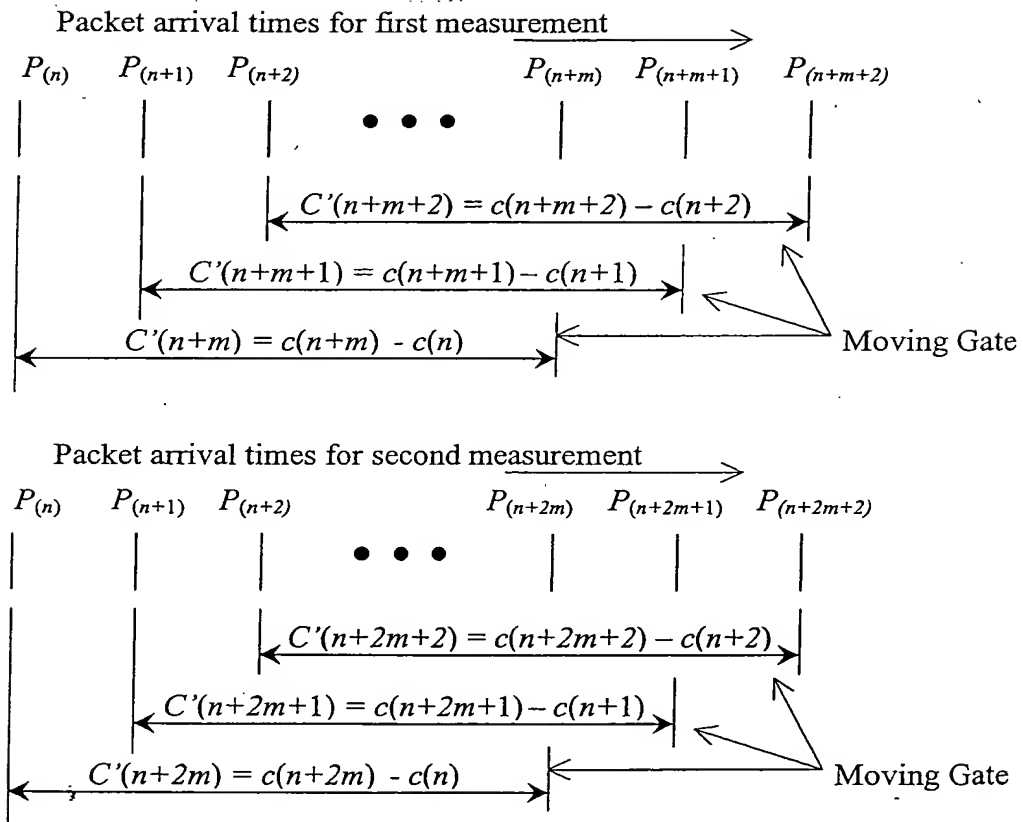 Packet arrival times for first measurement
P(n) P(n+1) P(n+2) P(n+m) P(n+m+1) P(n+m+2)
C'(n+m+2) = c(n+m+2) – c(n+2)
C'(n+m+1) = c(n+m+1) – c(n+1)
C'(n+m) = c(n+m) - c(n)
Moving Gate
Packet arrival times for second measurement
P(n) P(n+1) P(n+2) P(n+2m) P(n+2m+1) P(n+2m+2)
C'(n+2m+2) = c(n+2m+2) – c(n+2)
C'(n+2m+1) = c(n+2m+1) – c(n+1)
C'(n+2m) = c(n+2m) - c(n)
Moving Gate